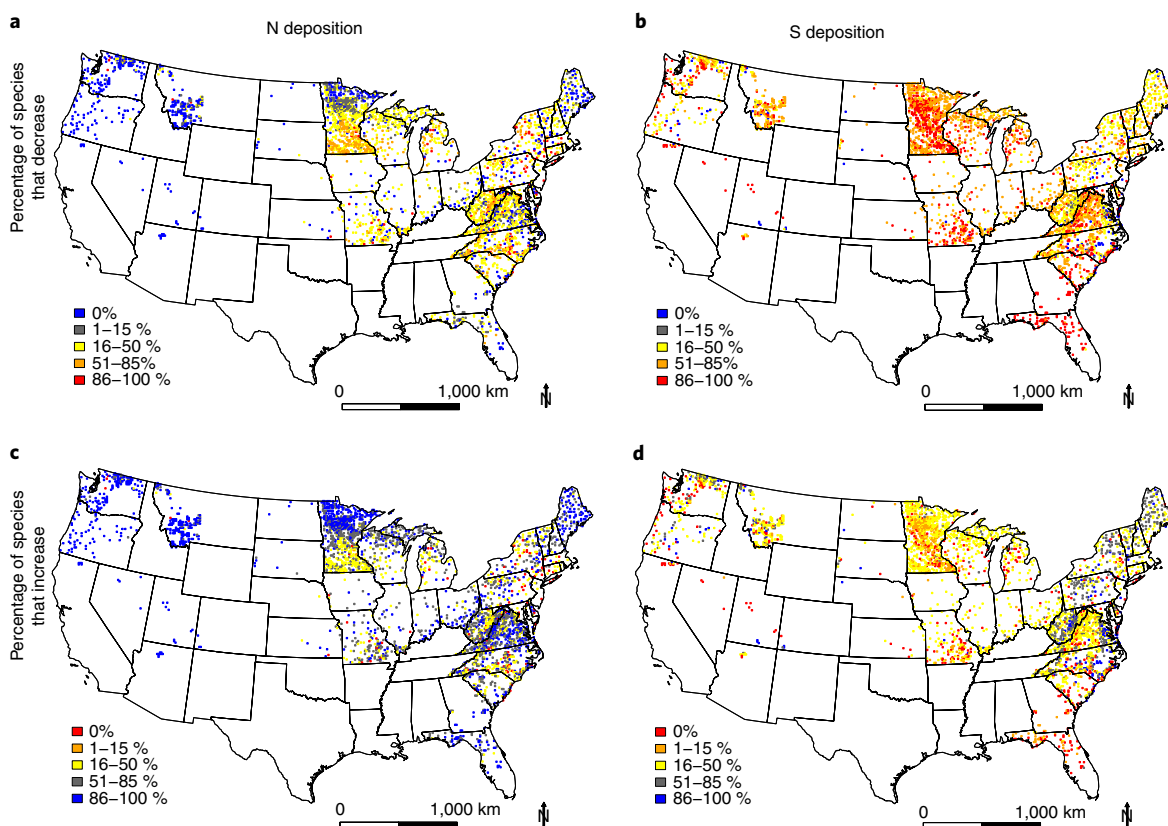 a
N deposition
b
S deposition
Percentage of species
that decrease
0%
1–15 %
16–50 %
51–85%
86–100 %
0
1,000 km
N
0%
1–15 %
16–50 %
51–85 %
86–100 %
0
1,000 km
N
c
d
Percentage of species
that increase
0%
1–15 %
16–50 %
51–85 %
86–100 %
0
1,000 km
N
0%
1–15 %
16–50 %
51–85 %
86–100 %
0
1,000 km
N